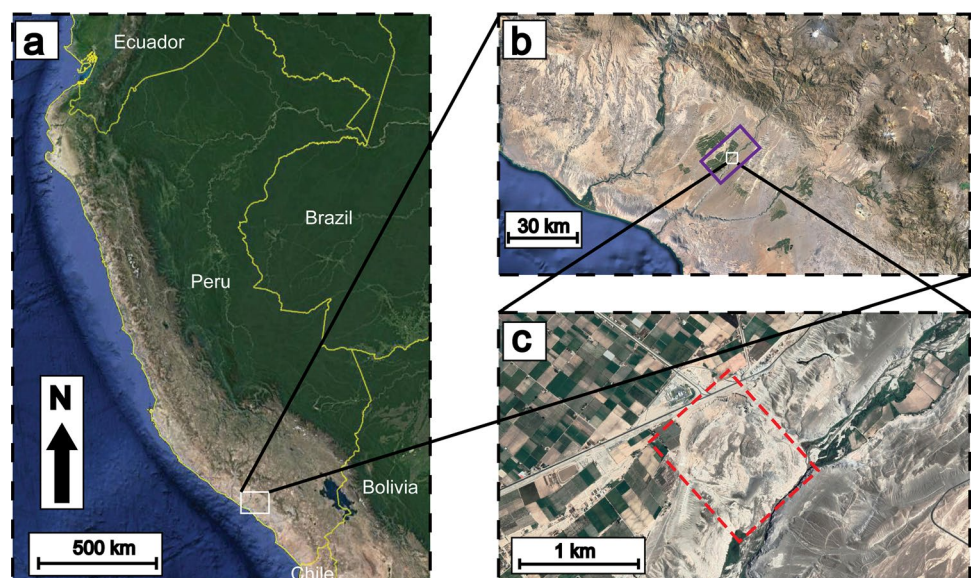 a
Ecuador
Brazil
Peru
N
Bolivia
500 km
Chile
b
30 km
c
1 km